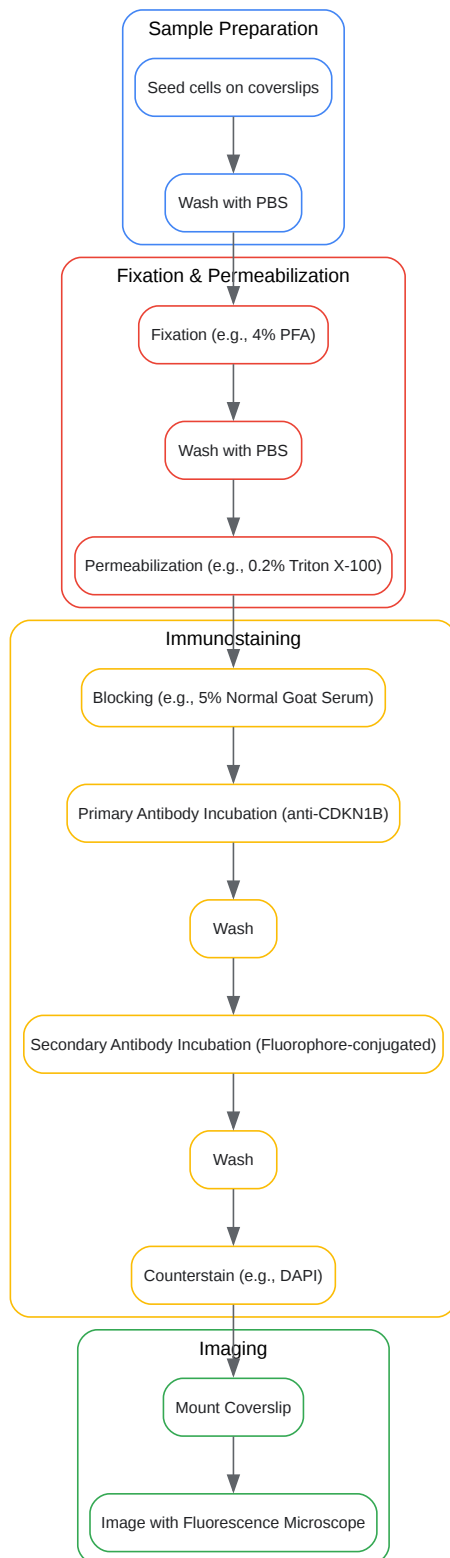 Sample Preparation
Seed cells on coverslips
Wash with PBS
Fixation & Permeabilization
Fixation (e.g., 4% PFA)
Wash with PBS
Permeabilization (e.g., 0.2% Triton X-100)
Immunostaining
Blocking (e.g., 5% Normal Goat Serum)
Primary Antibody Incubation (anti-CDKN1B)
Wash
Secondary Antibody Incubation (Fluorophore-conjugated)
Wash
Counterstain (e.g., DAPI)
Imaging
Mount Coverslip
Image with Fluorescence Microscope